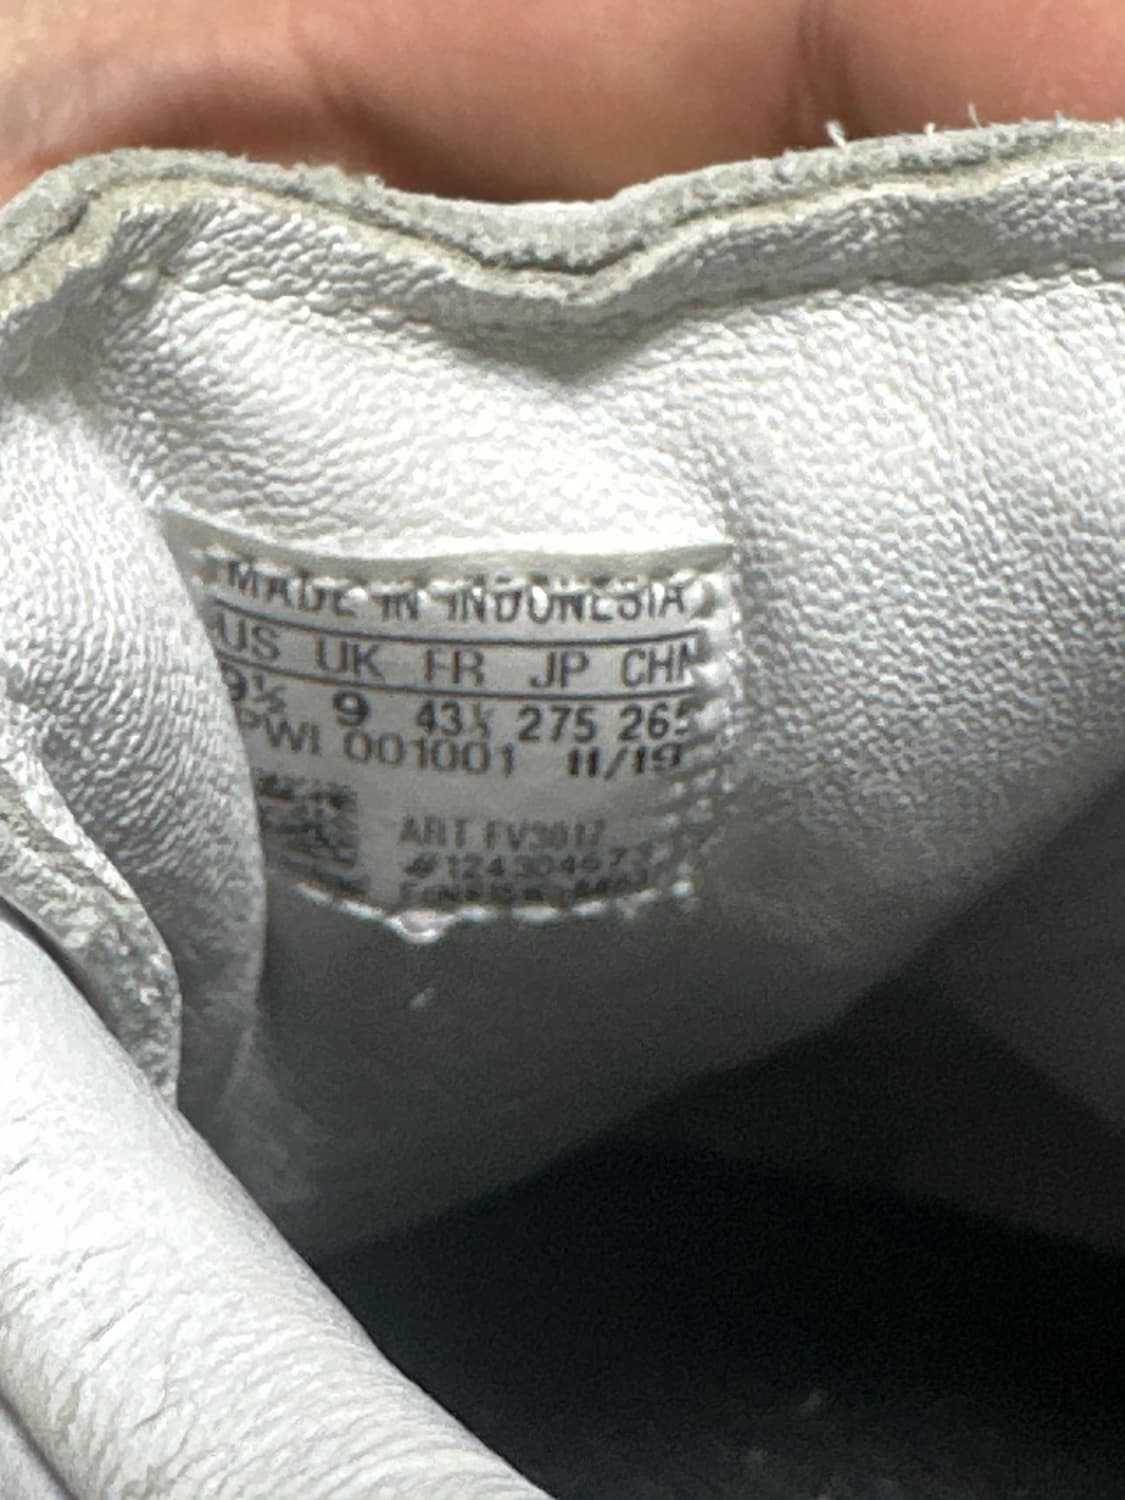 MADE IN INDONESIA
US UK FR JP CHN
9½ 9 43⅓ 275 265
PWI 001001 11/19
ART